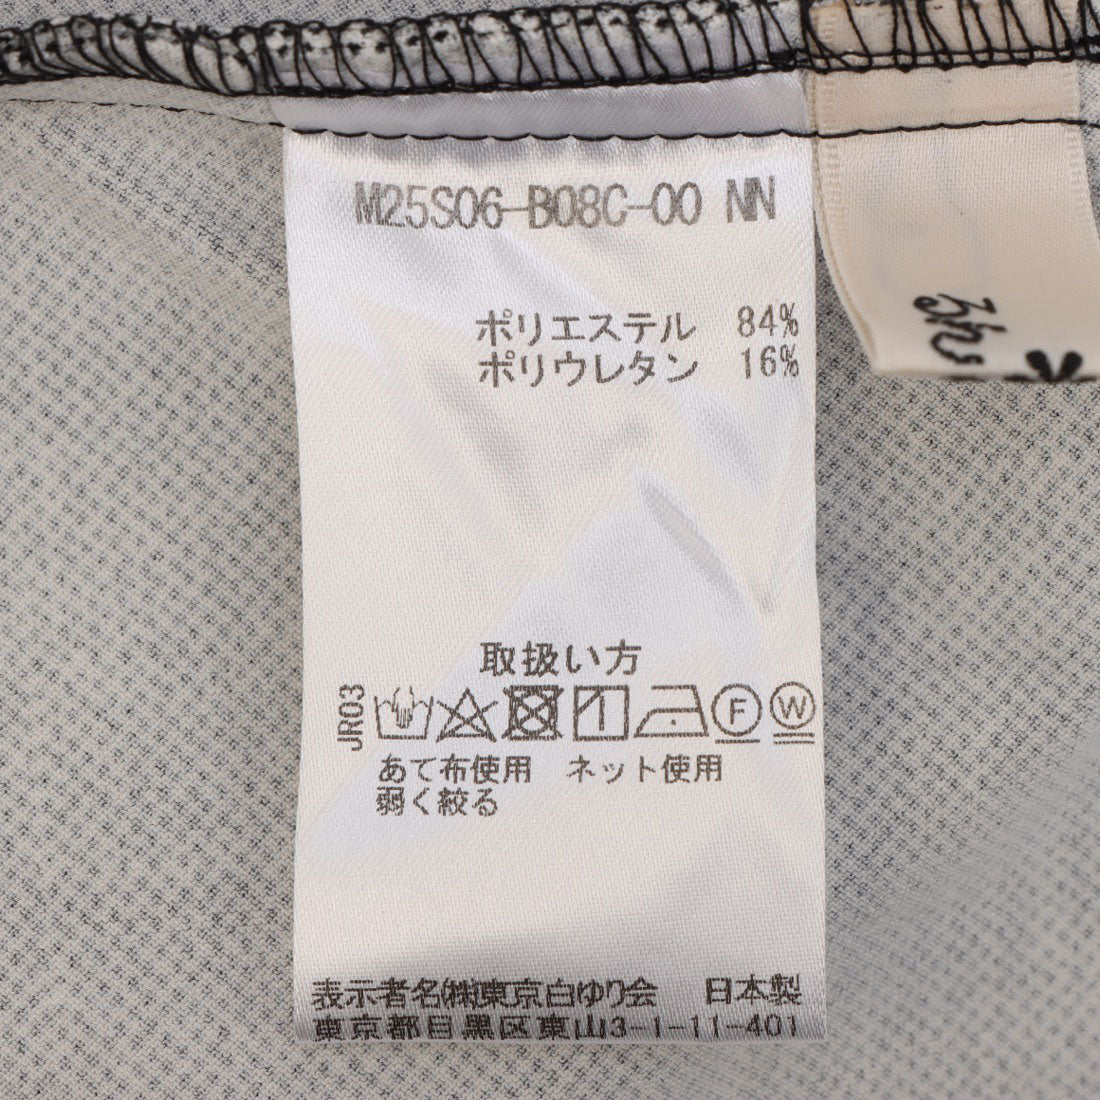 M25S06-B08C-00 NN
ポリエステル 84%
ポリウレタン 16%
取扱い方
JR03
F W
あて布使用 ネット使用
弱く絞る
表示者名㈱東京白ゆり会 日本製
東京都目黒区東山3-1-11-401